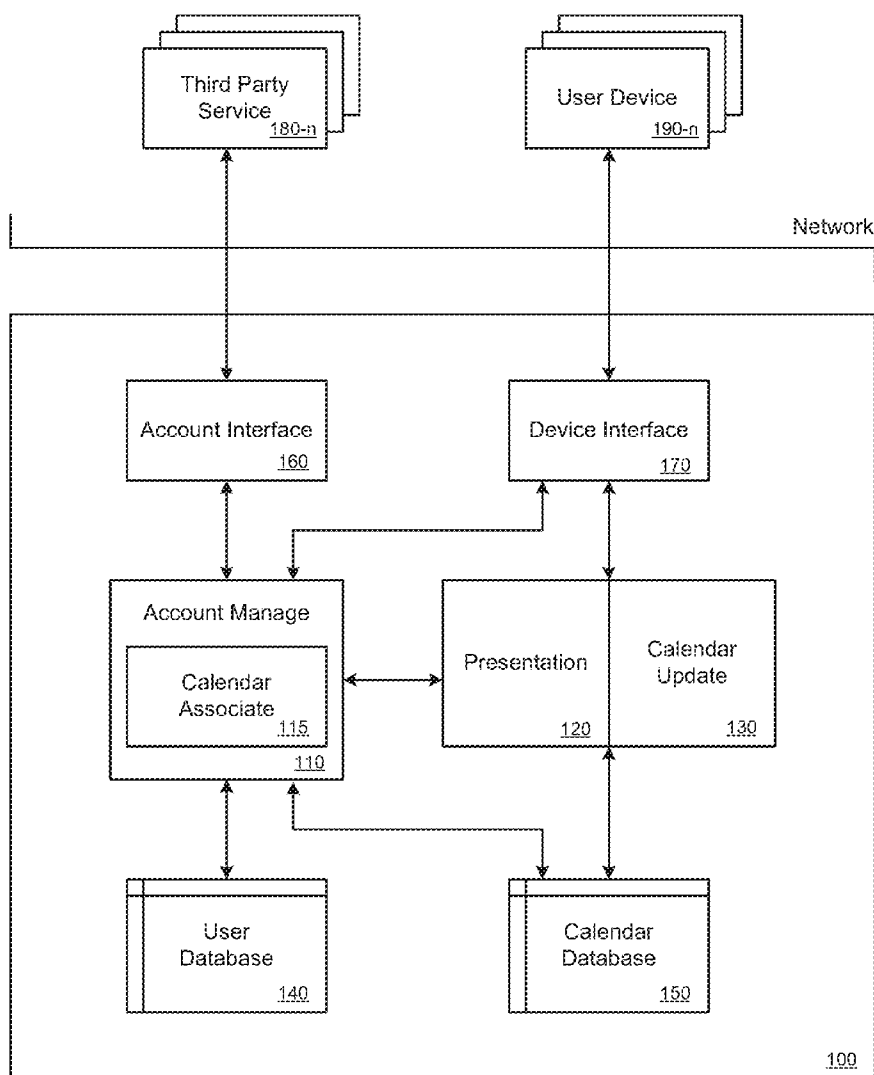 Third Party
Service
180-n
User Device
190-n
Network
Account Interface
160
Device Interface
170
Account Manage
Calendar
Associate
115
110
Presentation
120
Calendar
Update
130
User
Database
140
Calendar
Database
150
100